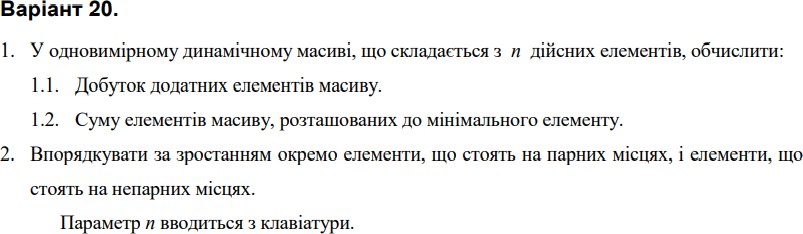 Варіант 20.
1. У одновимірному динамічному масиві, що складається з n дійсних елементів, обчислити:
1.1. Добуток додатних елементів масиву.
1.2. Суму елементів масиву, розташованих до мінімального елементу.
2. Впорядкувати за зростанням окремо елементи, що стоять на парних місцях, і елементи, що
стоять на непарних місцях.
Параметр n вводиться з клавіатури.